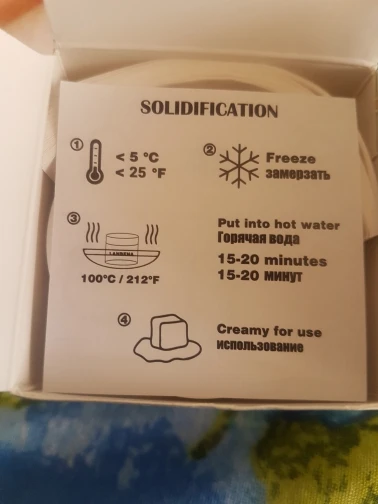 SOLIDIFICATION
①
< 5 °C
< 25 °F
②
Freeze
замерзать
③
LANBENA
100°C / 212°F
Put into hot water
Горячая вода
15-20 minutes
15-20 минут
④
Creamy for use
использование